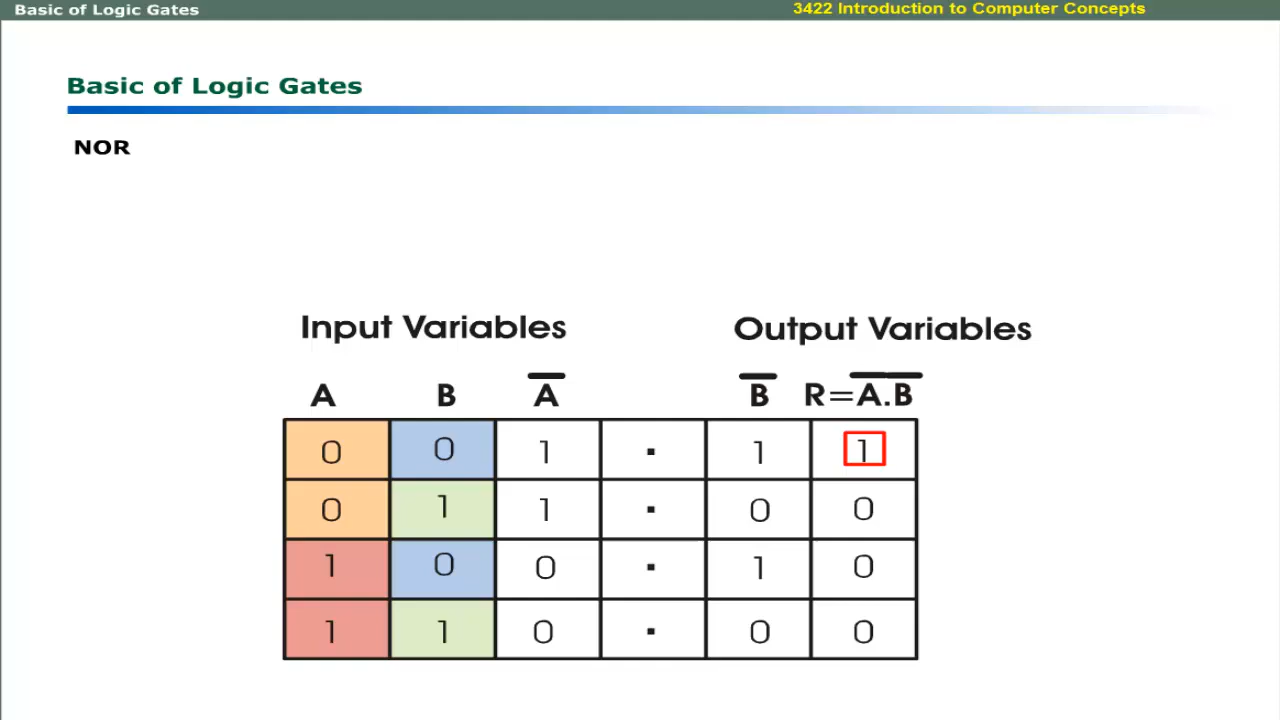 Basic of Logic Gates
3422 Introduction to Computer Concepts
Basic of Logic Gates
NOR
Input Variables Output Variables
A B A̅ B̅ R=A̅.B̅
0 0 1 . 1 1
0 1 1 . 0 0
1 0 0 . 1 0
1 1 0 . 0 0